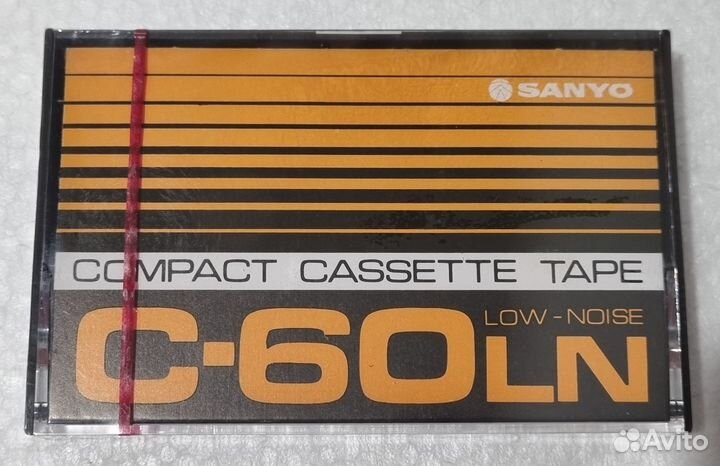 SANYO
COMPACT CASSETTE TAPE
LOW-NOISE
C-60LN
Avito